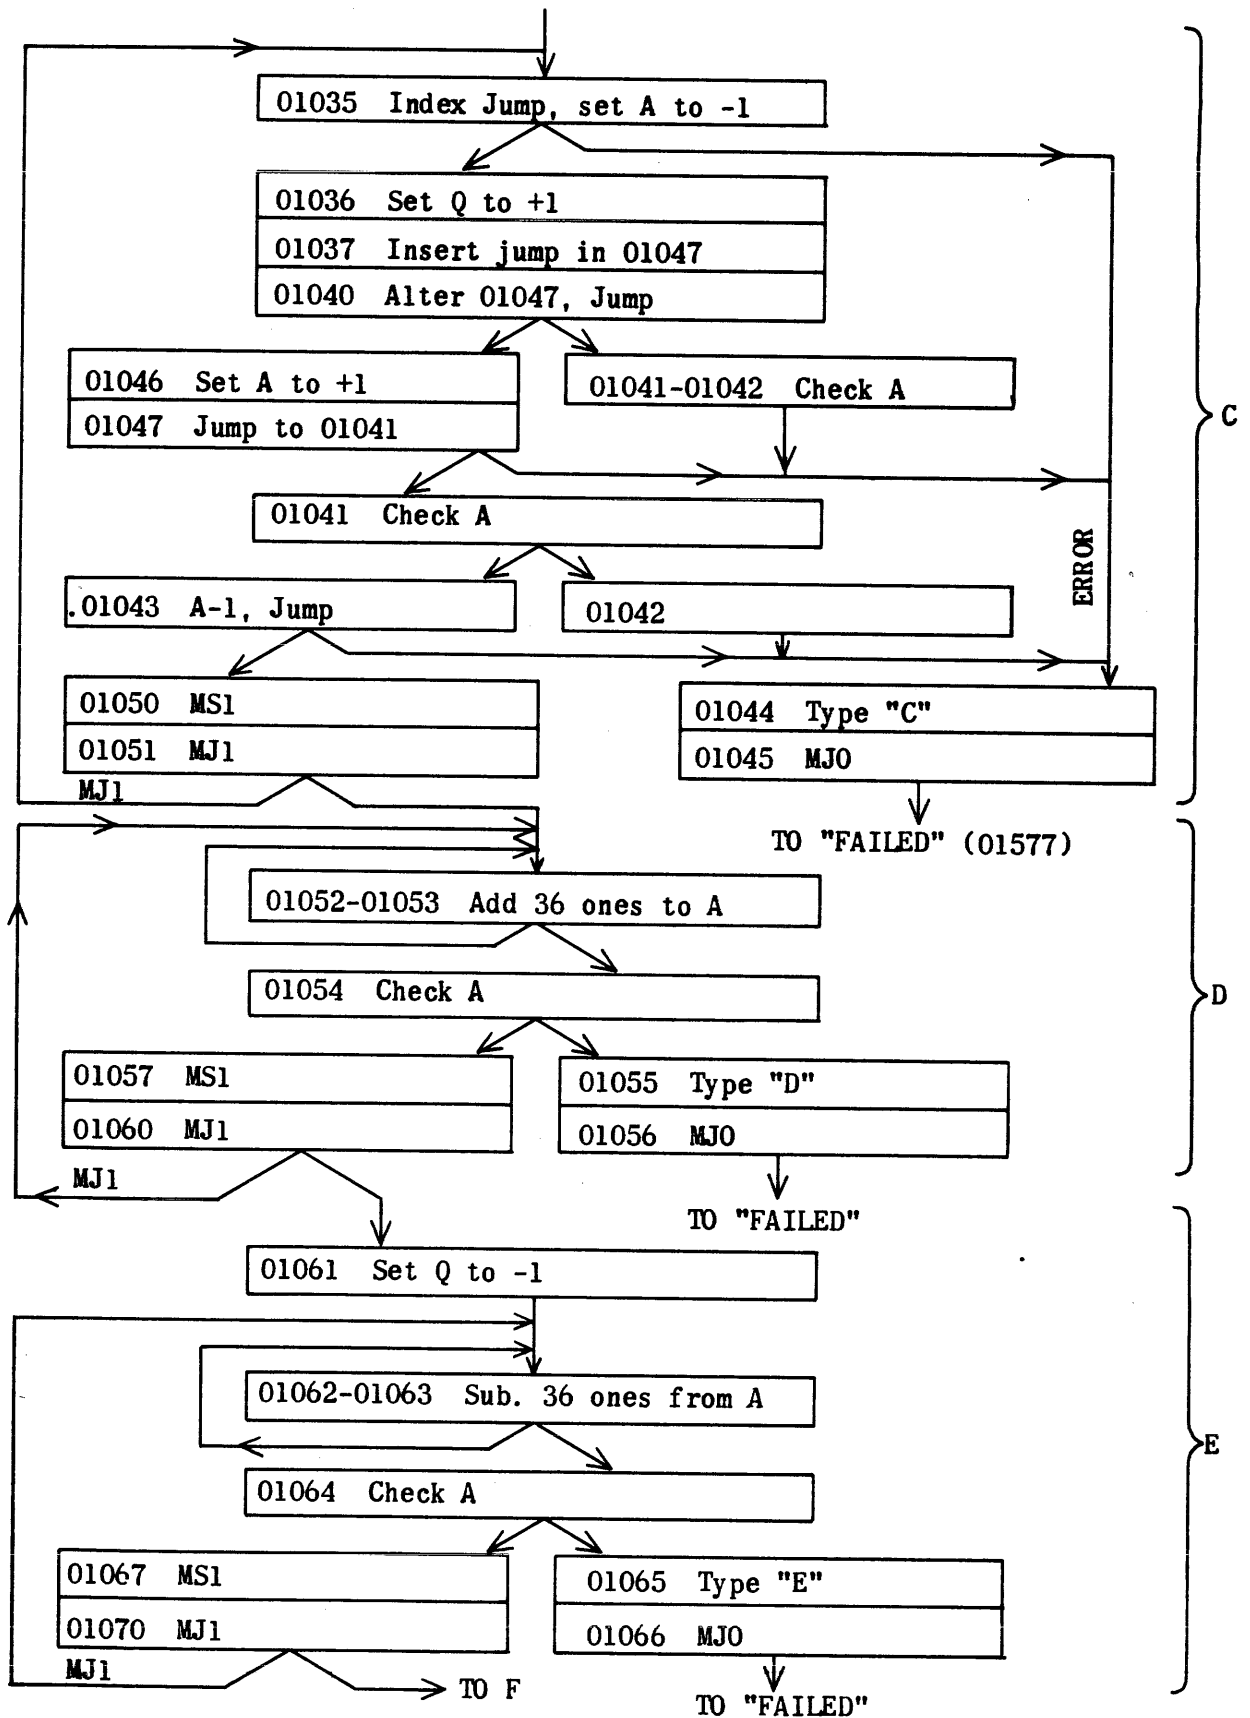 01035 Index Jump, set A to -1
01036 Set Q to +1
01037 Insert jump in 01047
01040 Alter 01047, Jump
01046 Set A to +1
01047 Jump to 01041
01041-01042 Check A
C
01041 Check A
ERROR
.01043 A-1, Jump
01042
01050 MS1
01051 MJ1
MJ1
01044 Type "C"
01045 MJ0
TO "FAILED" (01577)
01052-01053 Add 36 ones to A
01054 Check A
D
01057 MS1
01060 MJ1
MJ1
01055 Type "D"
01056 MJ0
TO "FAILED"
01061 Set Q to -1
01062-01063 Sub. 36 ones from A
E
01064 Check A
01067 MS1
01070 MJ1
MJ1
TO F
01065 Type "E"
01066 MJ0
TO "FAILED"